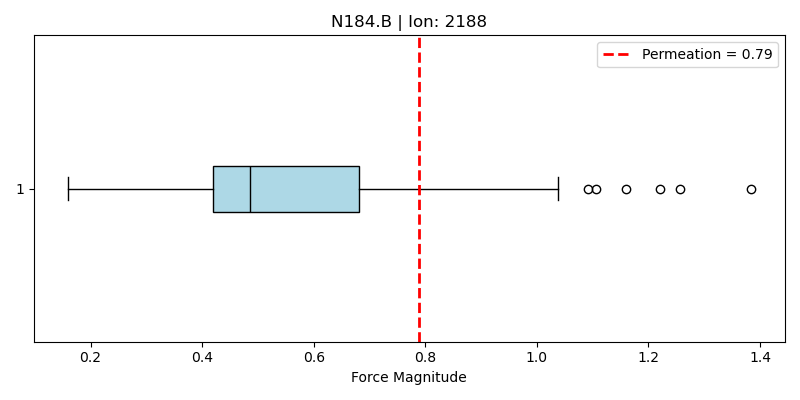 N184.B | Ion: 2188
Permeation = 0.79
1
0.2 0.4 0.6 0.8 1.0 1.2 1.4
Force Magnitude